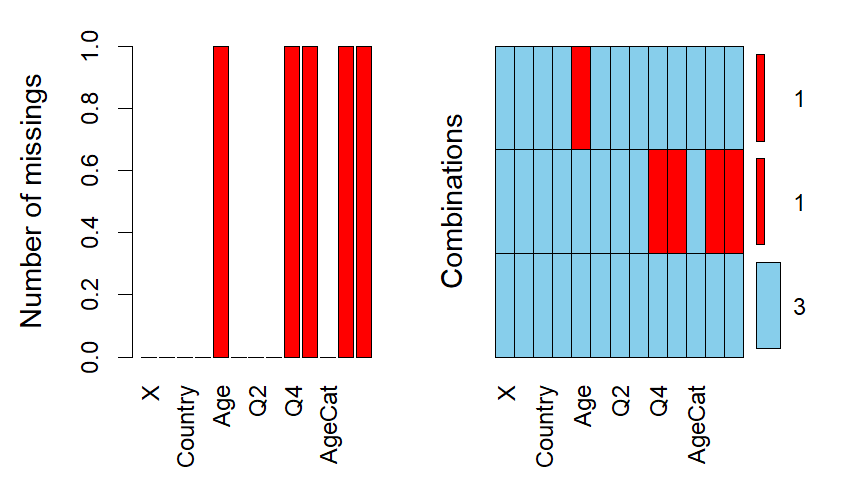 Number of missings
0.0
0.2
0.4
0.6
0.8
1.0
X
Country
Age
Q2
Q4
AgeCat
Combinations
X
Country
Age
Q2
Q4
AgeCat
1
1
3